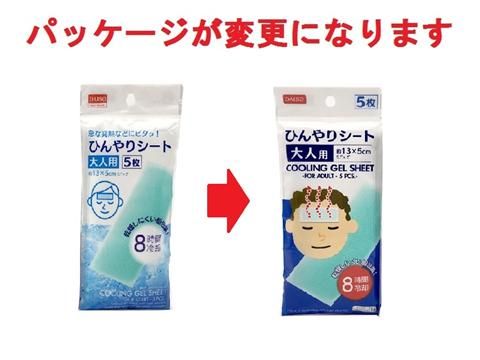 パッケージが変更になります
DAISO
急な発熱などにピタッ!
ひんやりシート
大人用 5枚
約13×5cm
8時間冷却
COOLING GEL SHEET
DAISO
5枚
ひんやりシート
大人用 約13×5cm
COOLING GEL SHEET
-FOR ADULT - 5 PCS.-
8時間冷却